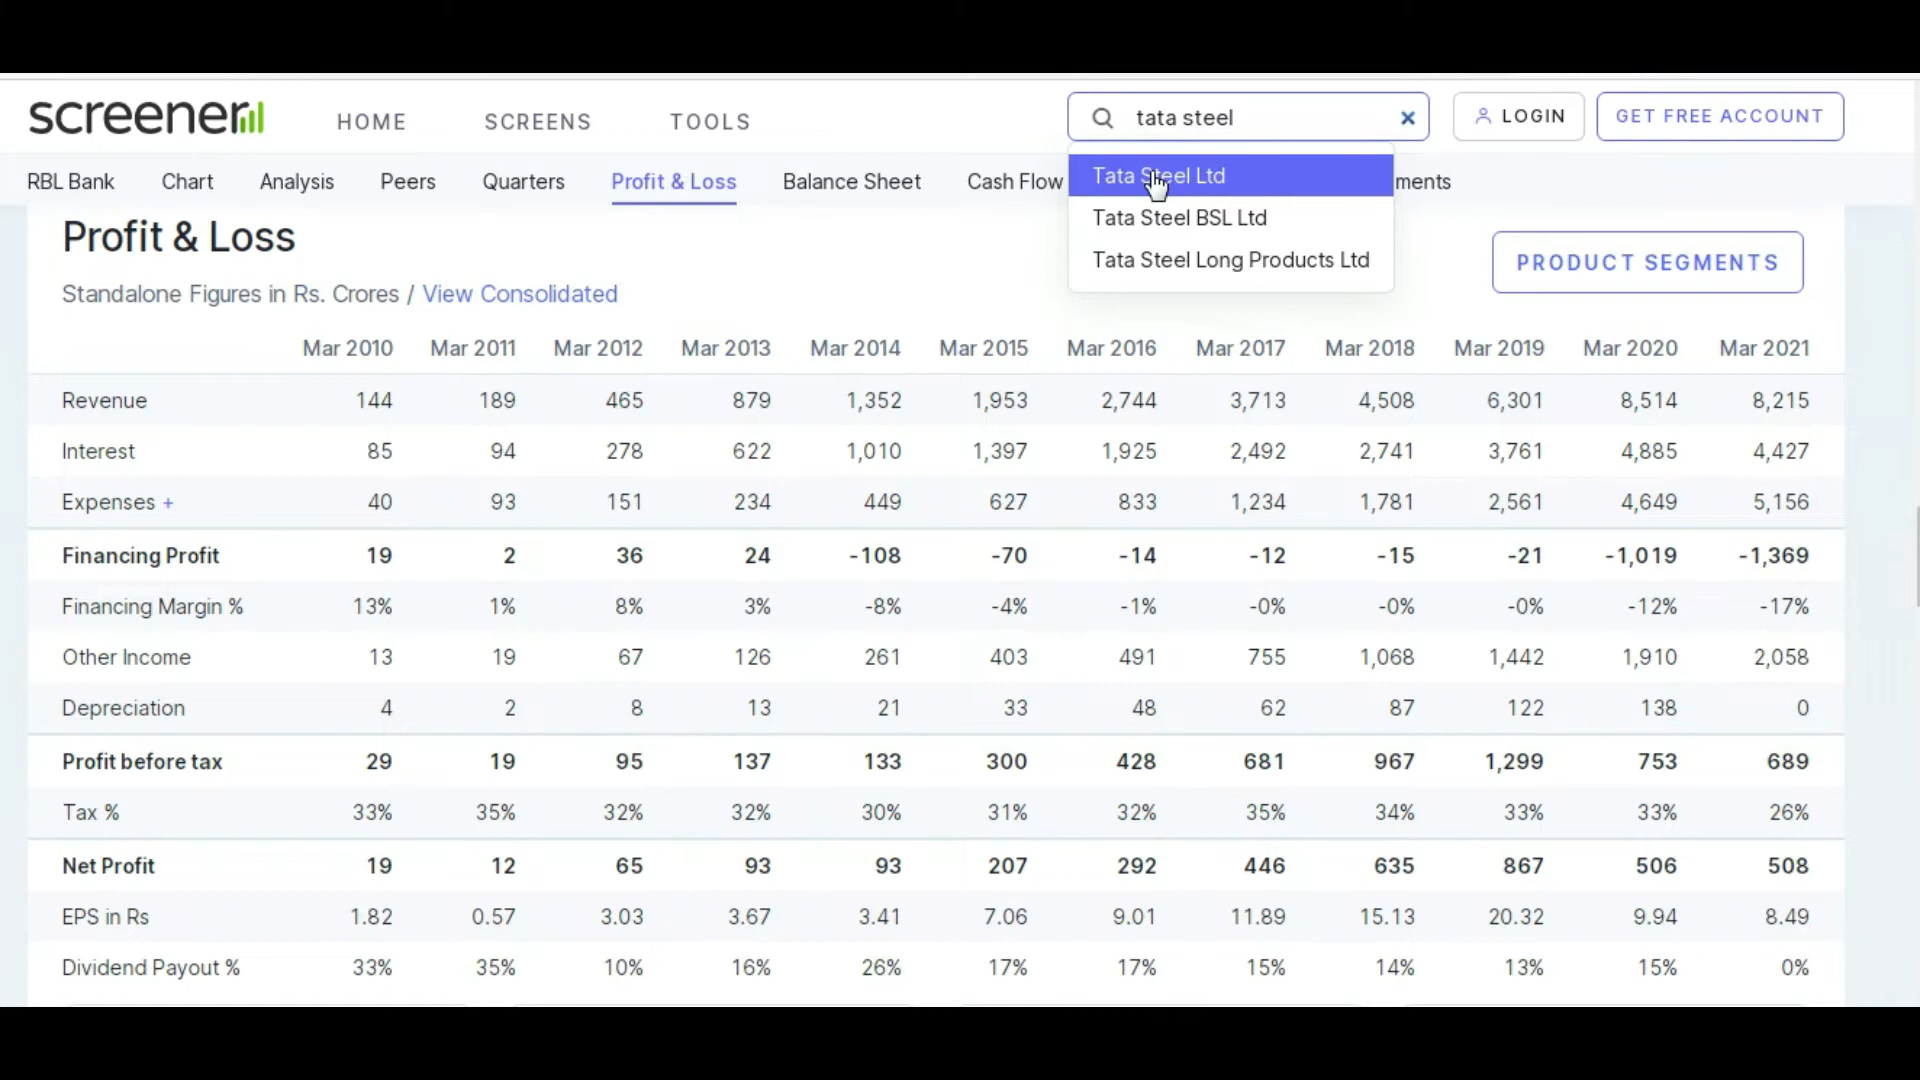 screener
HOME SCREENS TOOLS
tata steel
LOGIN
GET FREE ACCOUNT
RBL Bank Chart Analysis Peers Quarters Profit & Loss Balance Sheet Cash Flow ments
Tata Steel Ltd
Tata Steel BSL Ltd
Tata Steel Long Products Ltd
Profit & Loss
PRODUCT SEGMENTS
Standalone Figures in Rs. Crores / View Consolidated
Mar 2010 Mar 2011 Mar 2012 Mar 2013 Mar 2014 Mar 2015 Mar 2016 Mar 2017 Mar 2018 Mar 2019 Mar 2020 Mar 2021
Revenue 144 189 465 879 1,352 1,953 2,744 3,713 4,508 6,301 8,514 8,215
Interest 85 94 278 622 1,010 1,397 1,925 2,492 2,741 3,761 4,885 4,427
Expenses + 40 93 151 234 449 627 833 1,234 1,781 2,561 4,649 5,156
Financing Profit 19 2 36 24 -108 -70 -14 -12 -15 -21 -1,019 -1,369
Financing Margin % 13% 1% 8% 3% -8% -4% -1% -0% -0% -0% -12% -17%
Other Income 13 19 67 126 261 403 491 755 1,068 1,442 1,910 2,058
Depreciation 4 2 8 13 21 33 48 62 87 122 138 0
Profit before tax 29 19 95 137 133 300 428 681 967 1,299 753 689
Tax % 33% 35% 32% 32% 30% 31% 32% 35% 34% 33% 33% 26%
Net Profit 19 12 65 93 93 207 292 446 635 867 506 508
EPS in Rs 1.82 0.57 3.03 3.67 3.41 7.06 9.01 11.89 15.13 20.32 9.94 8.49
Dividend Payout % 33% 35% 10% 16% 26% 17% 17% 15% 14% 13% 15% 0%